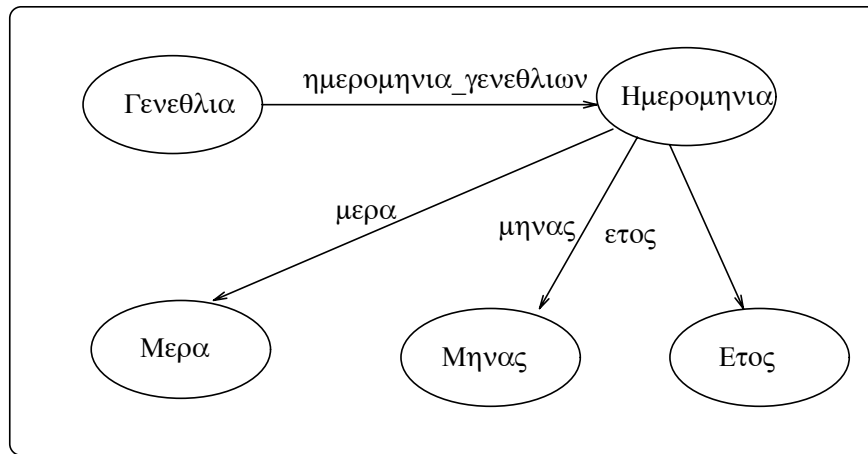 ημερομηνια_γενεθλιων
Γενεθλια
Ημερομηνια
μερα
μηνας
ετος
Μερα
Μηνας
Ετος